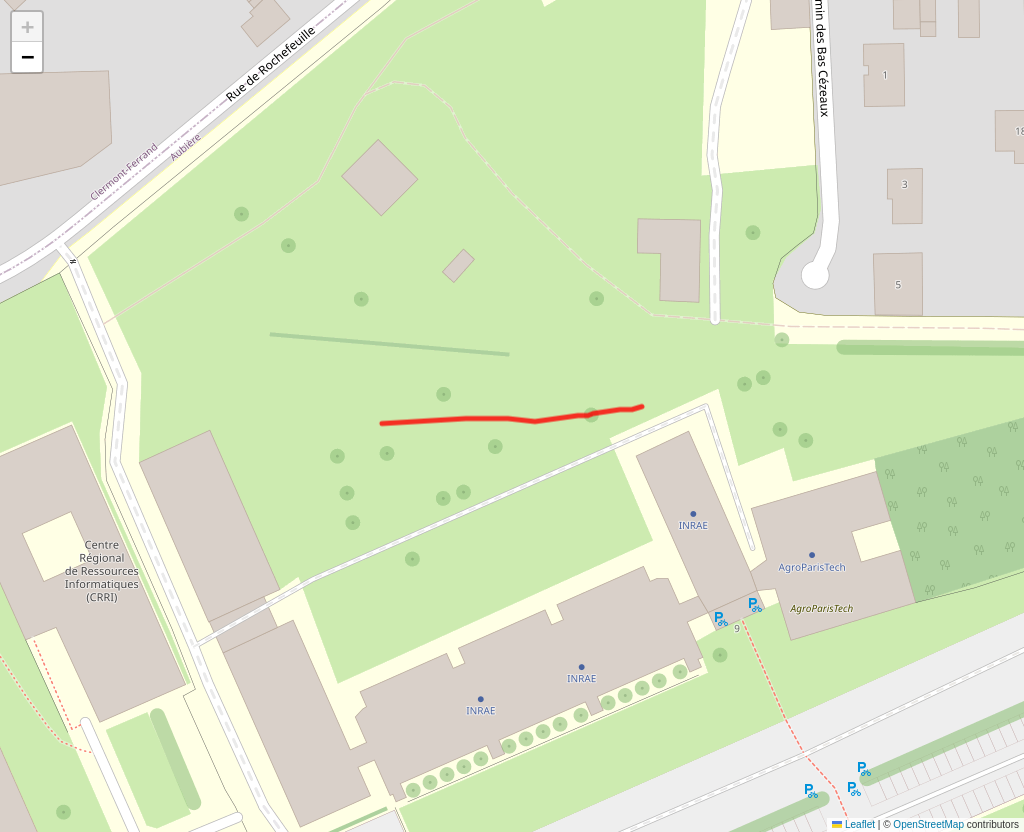 +
−
Rue de Rochefeuille
Clermont-Ferrand
Aubière
min des Bas Cézeaux
1
18
3
5
Centre
Régional
de Ressources
Informatiques
(CRRI)
INRAE
AgroParisTech
AgroParisTech
9
INRAE
INRAE
Leaflet | © OpenStreetMap contributors